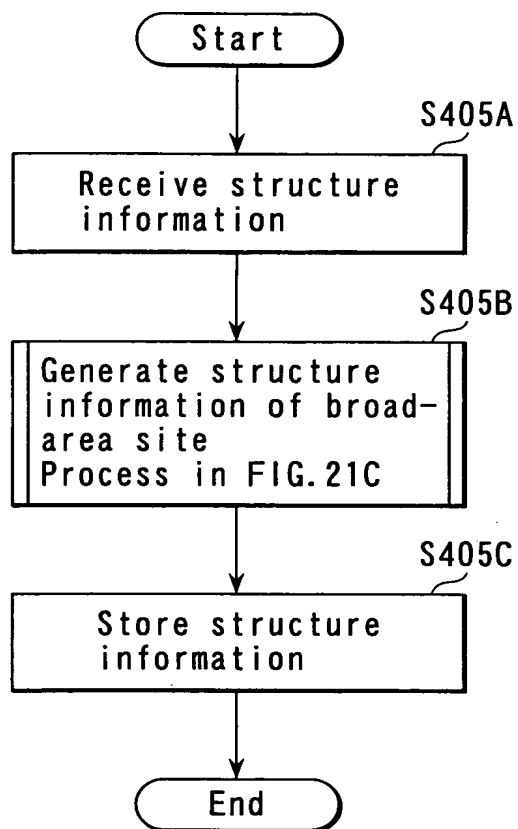 Start
S405A
Receive structure
information
S405B
Generate structure
information of broad-
area site
Process in FIG.21C
S405C
Store structure
information
End